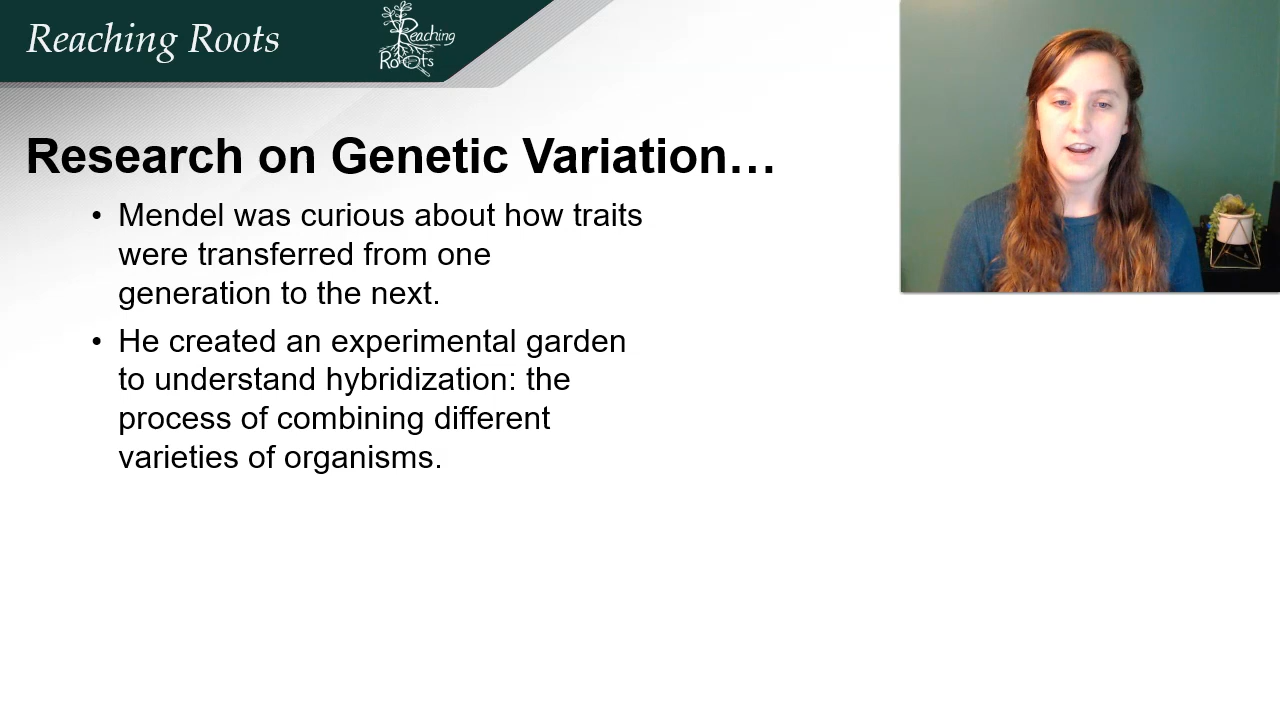 Reaching Roots
Reaching
Roots
Research on Genetic Variation…
• Mendel was curious about how traits
were transferred from one
generation to the next.
• He created an experimental garden
to understand hybridization: the
process of combining different
varieties of organisms.